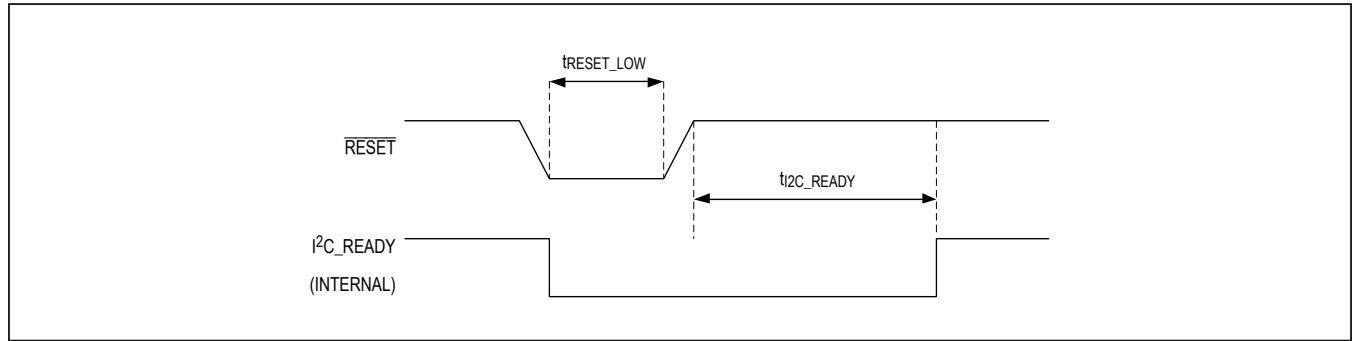 tRESET_LOW
RESET
tI2C_READY
I2C_READY
(INTERNAL)